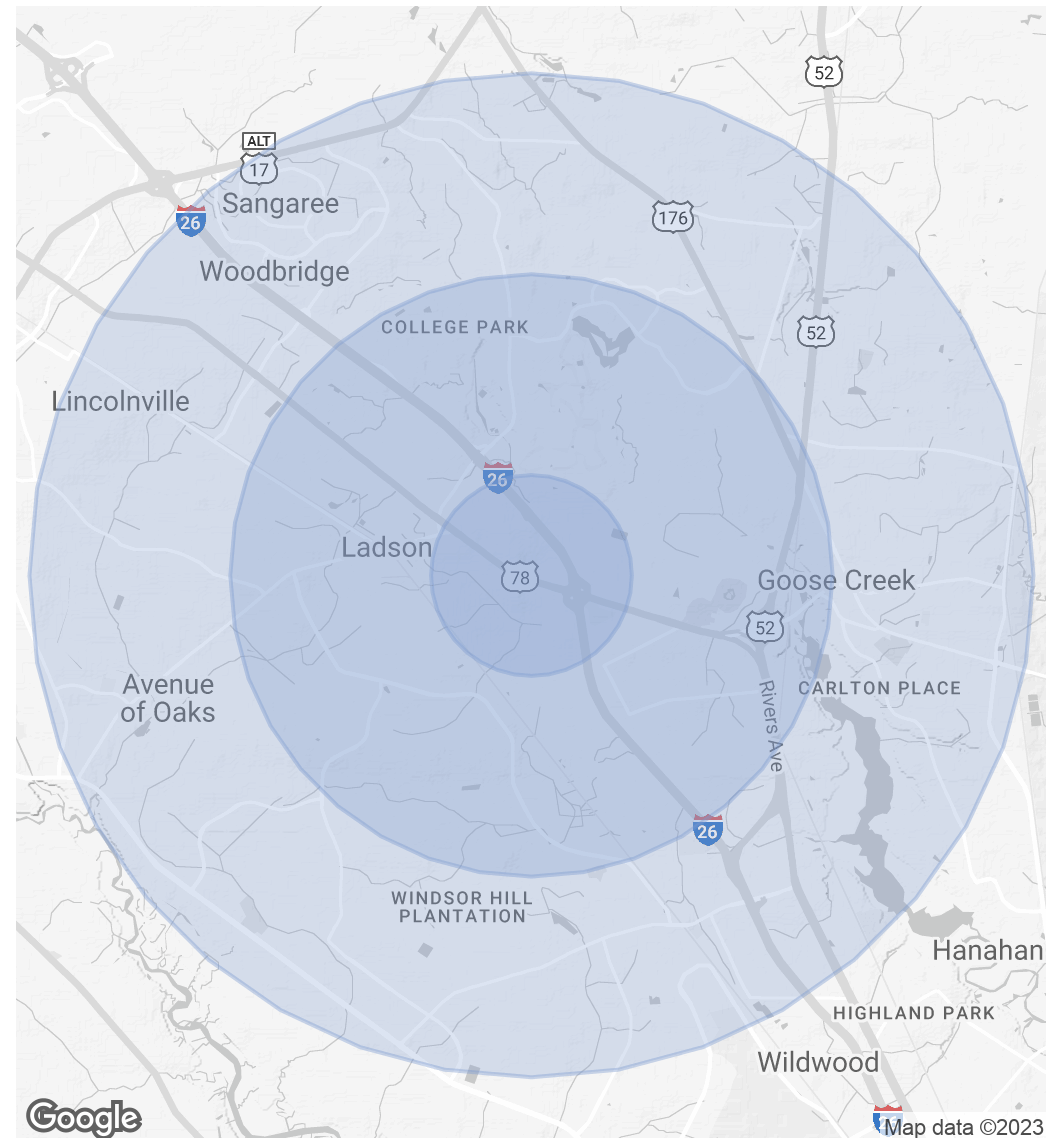 52
ALT
17
Sangaree
26
176
Woodbridge
COLLEGE PARK
52
Lincolnville
26
Ladson
78
Goose Creek
52
Avenue
of Oaks
CARLTON PLACE
Rivers Ave
26
WINDSOR HILL
PLANTATION
Hanahan
HIGHLAND PARK
Wildwood
Google
Map data ©2023